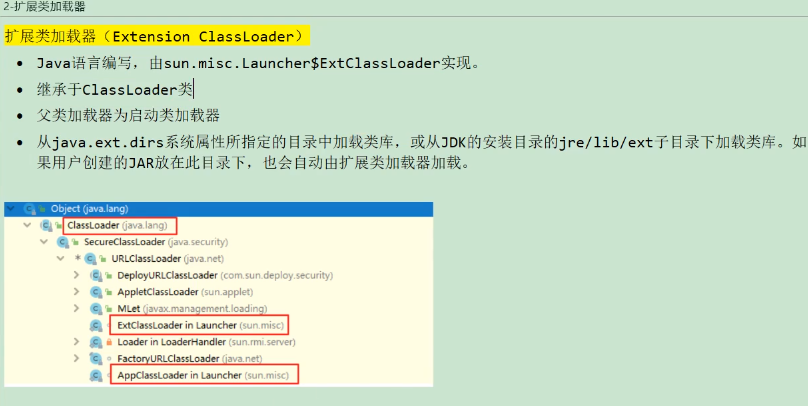 2-扩展类加载器
扩展类加载器（Extension ClassLoader）
• Java语言编写，由sun.misc.Launcher$ExtClassLoader实现。
• 继承于ClassLoader类
• 父类加载器为启动类加载器
• 从java.ext.dirs系统属性所指定的目录中加载类库，或从JDK的安装目录的jre/lib/ext子目录下加载类库。如
果用户创建的JAR放在此目录下，也会自动由扩展类加载器加载。
Object (java.lang)
ClassLoader (java.lang)
SecureClassLoader (java.security)
* URLClassLoader (java.net)
DeployURLClassLoader (com.sun.deploy.security)
AppletClassLoader (sun.applet)
MLet (javax.management.loading)
ExtClassLoader in Launcher (sun.misc)
Loader in LoaderHandler (sun.rmi.server)
FactoryURLClassLoader (java.net)
AppClassLoader in Launcher (sun.misc)